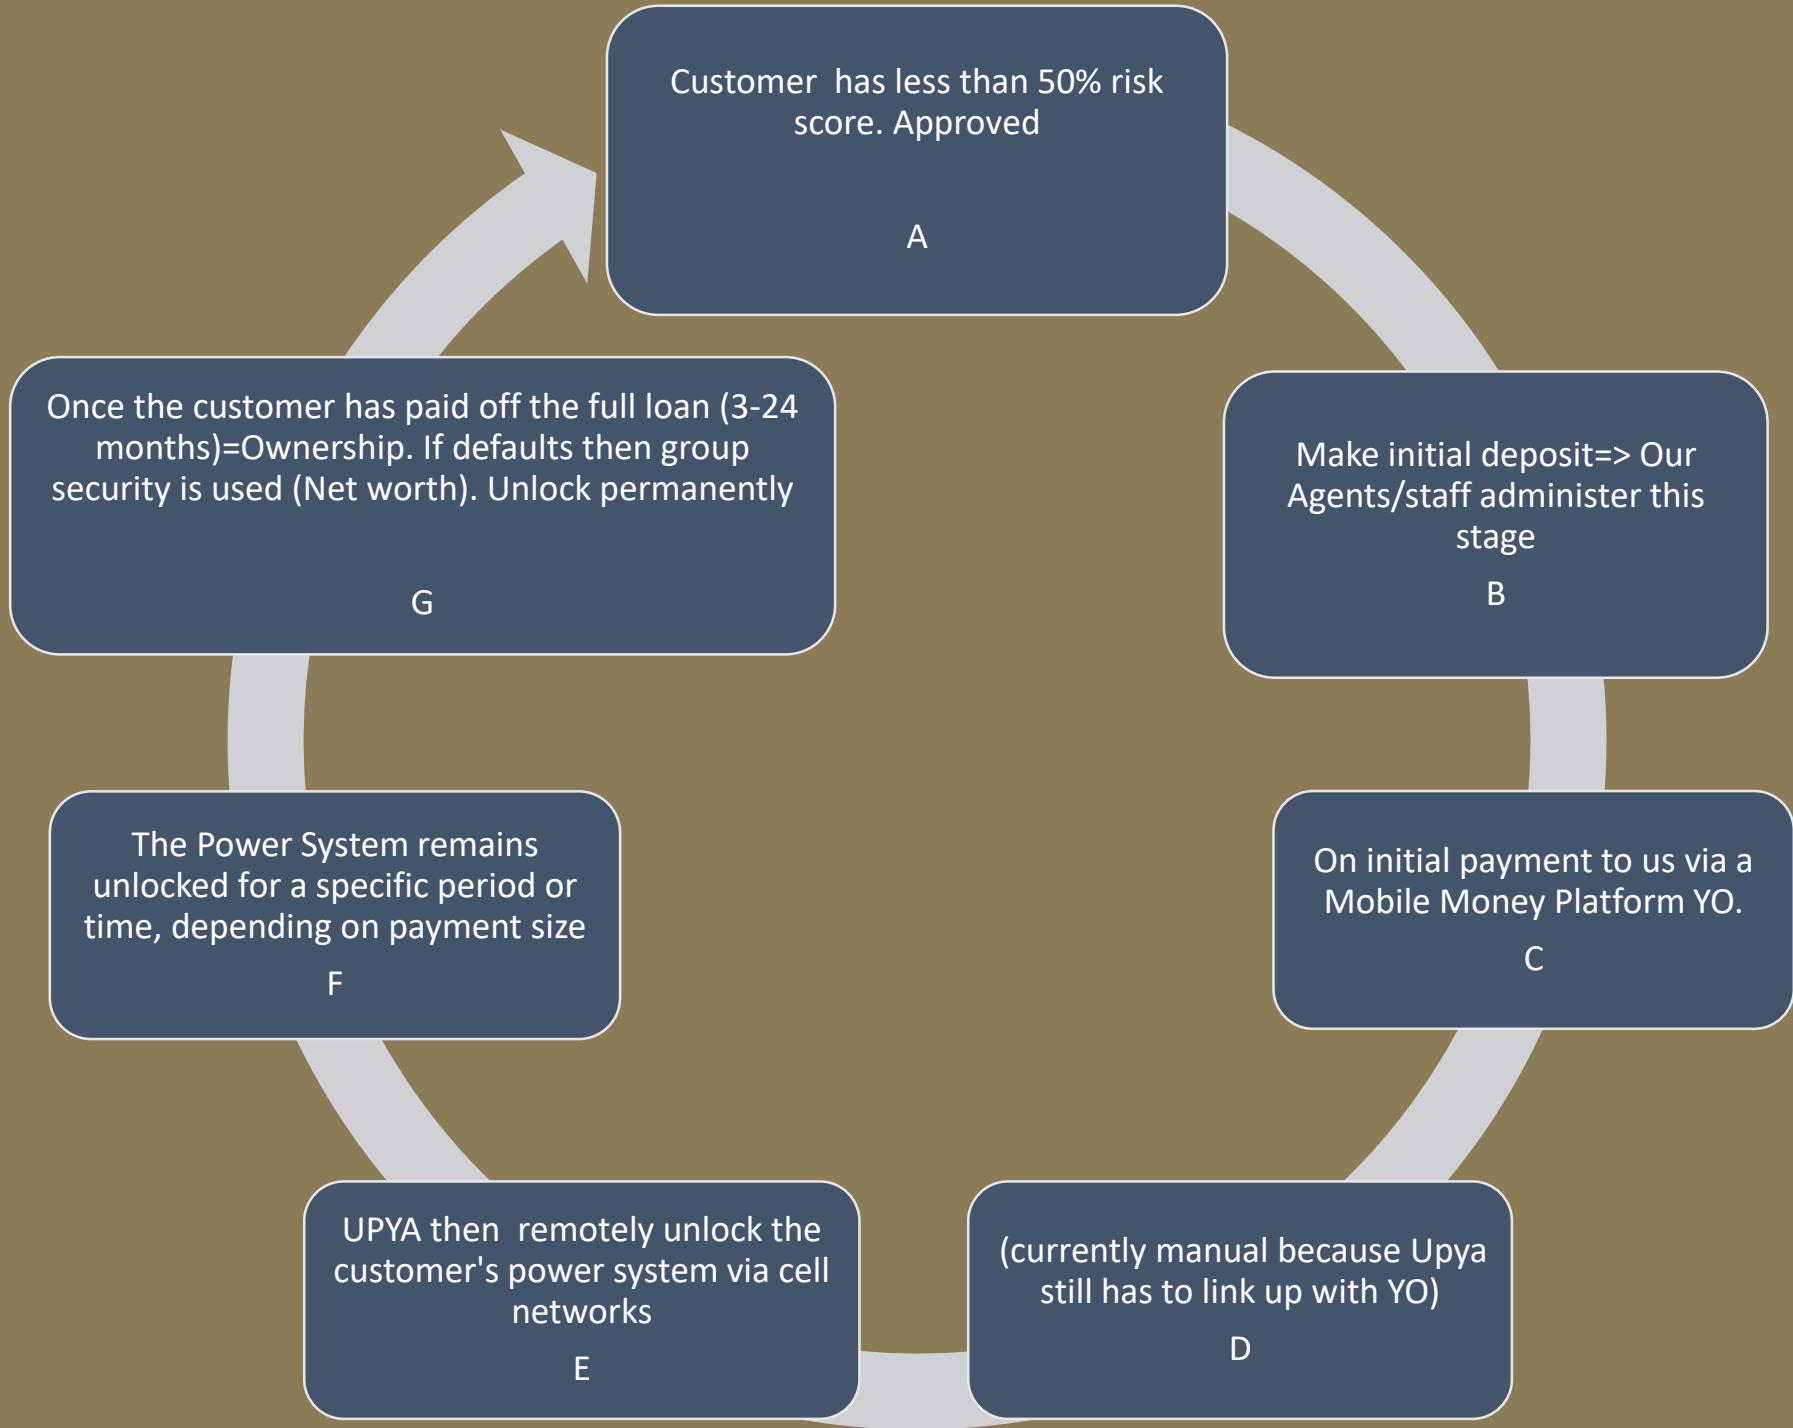 Customer  has less than 50% risk
score. Approved
A
Make initial deposit=> Our
Agents/staff administer this
stage
B
On initial payment to us via a
Mobile Money Platform YO.
C
(currently manual because Upya
still has to link up with YO)
D
UPYA then  remotely unlock the
customer's power system via cell
networks
E
The Power System remains
unlocked for a specific period or
time, depending on payment size
F
Once the customer has paid off the full loan (3-24
months)=Ownership. If defaults then group
security is used (Net worth). Unlock permanently
G